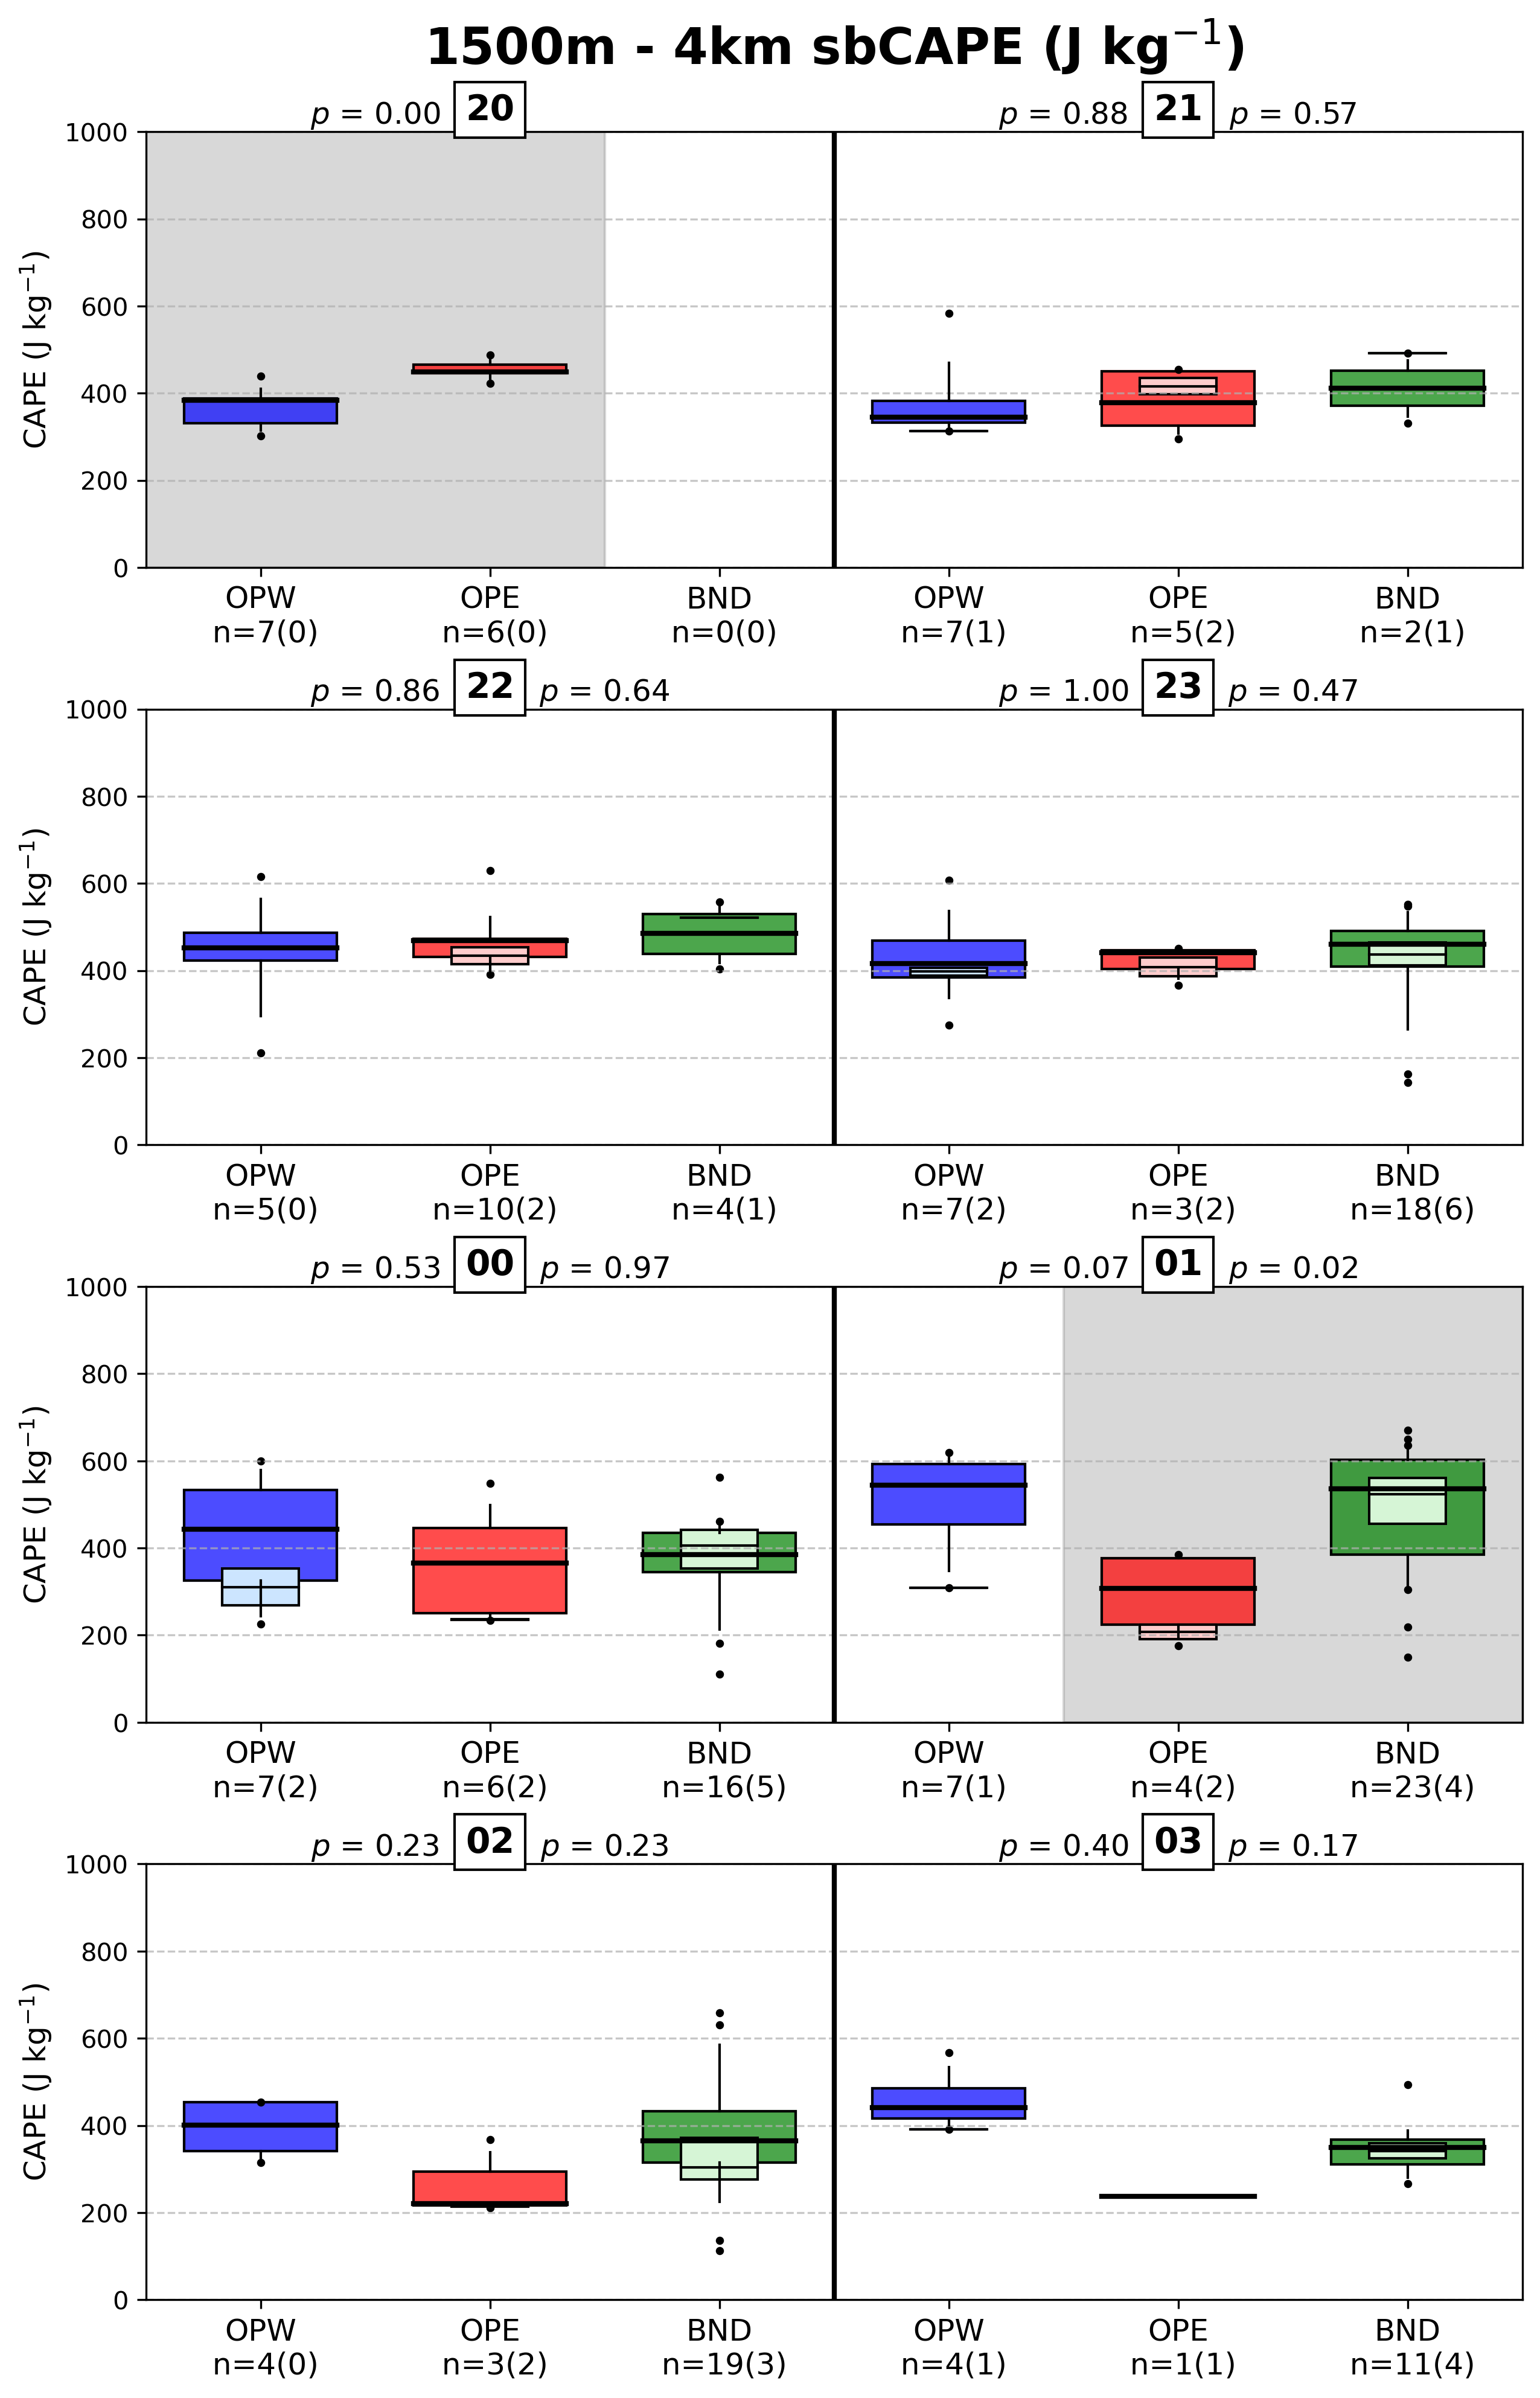 1500m - 4km sbCAPE (J kg⁻¹)
p = 0.00 20
p = 0.88 21 p = 0.57
CAPE (J kg⁻¹)
1000
800
600
400
200
0
OPW OPE BND OPW OPE BND
n=7(0) n=6(0) n=0(0) n=7(1) n=5(2) n=2(1)
p = 0.86 22 p = 0.64
p = 1.00 23 p = 0.47
CAPE (J kg⁻¹)
1000
800
600
400
200
0
OPW OPE BND OPW OPE BND
n=5(0) n=10(2) n=4(1) n=7(2) n=3(2) n=18(6)
p = 0.53 00 p = 0.97
p = 0.07 01 p = 0.02
CAPE (J kg⁻¹)
1000
800
600
400
200
0
OPW OPE BND OPW OPE BND
n=7(2) n=6(2) n=16(5) n=7(1) n=4(2) n=23(4)
p = 0.23 02 p = 0.23
p = 0.40 03 p = 0.17
CAPE (J kg⁻¹)
1000
800
600
400
200
0
OPW OPE BND OPW OPE BND
n=4(0) n=3(2) n=19(3) n=4(1) n=1(1) n=11(4)